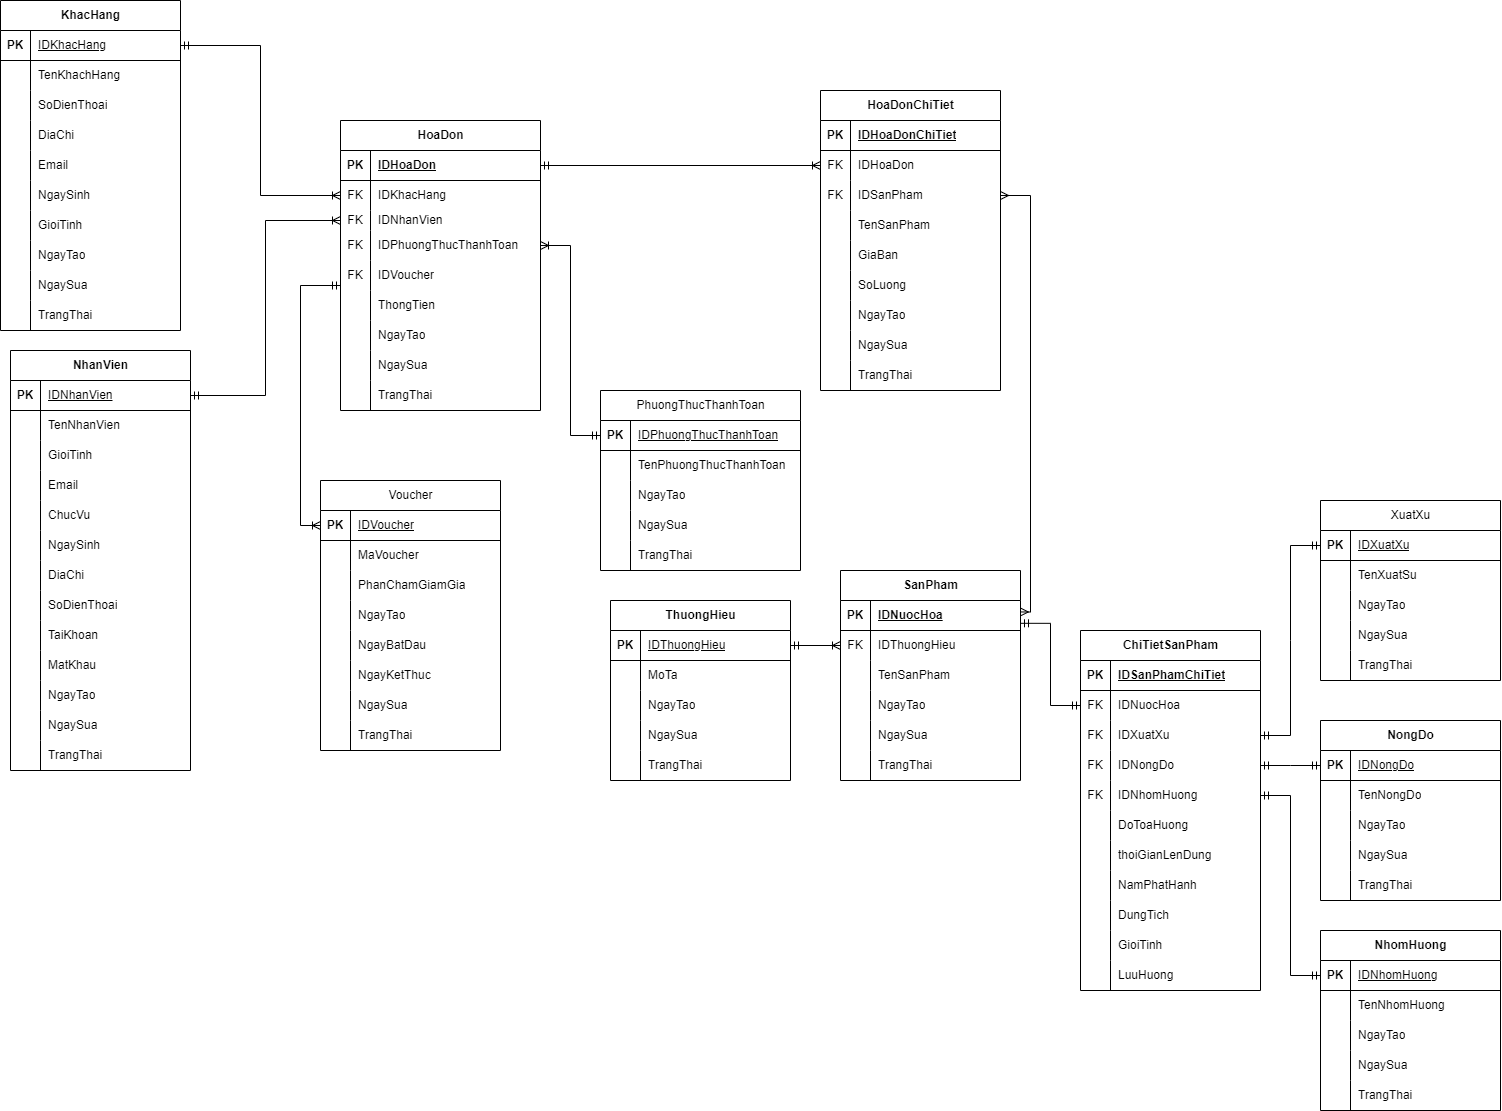 KhacHang
PK IDKhacHang
TenKhachHang
SoDienThoai
DiaChi
Email
NgaySinh
GioiTinh
NgayTao
NgaySua
TrangThai
NhanVien
PK IDNhanVien
TenNhanVien
GioiTinh
Email
ChucVu
NgaySinh
DiaChi
SoDienThoai
TaiKhoan
MatKhau
NgayTao
NgaySua
TrangThai
HoaDon
PK IDHoaDon
FK IDKhacHang
FK IDNhanVien
FK IDPhuongThucThanhToan
FK IDVoucher
ThongTien
NgayTao
NgaySua
TrangThai
Voucher
PK IDVoucher
MaVoucher
PhanChamGiamGia
NgayTao
NgayBatDau
NgayKetThuc
NgaySua
TrangThai
PhuongThucThanhToan
PK IDPhuongThucThanhToan
TenPhuongThucThanhToan
NgayTao
NgaySua
TrangThai
HoaDonChiTiet
PK IDHoaDonChiTiet
FK IDHoaDon
FK IDSanPham
TenSanPham
GiaBan
SoLuong
NgayTao
NgaySua
TrangThai
ThuongHieu
PK IDThuongHieu
MoTa
NgayTao
NgaySua
TrangThai
SanPham
PK IDNuocHoa
FK IDThuongHieu
TenSanPham
NgayTao
NgaySua
TrangThai
ChiTietSanPham
PK IDSanPhamChiTiet
FK IDNuocHoa
FK IDXuatXu
FK IDNongDo
FK IDNhomHuong
DoToaHuong
thoiGianLenDung
NamPhatHanh
DungTich
GioiTinh
LuuHuong
XuatXu
PK IDXuatXu
TenXuatSu
NgayTao
NgaySua
TrangThai
NongDo
PK IDNongDo
TenNongDo
NgayTao
NgaySua
TrangThai
NhomHuong
PK IDNhomHuong
TenNhomHuong
NgayTao
NgaySua
TrangThai